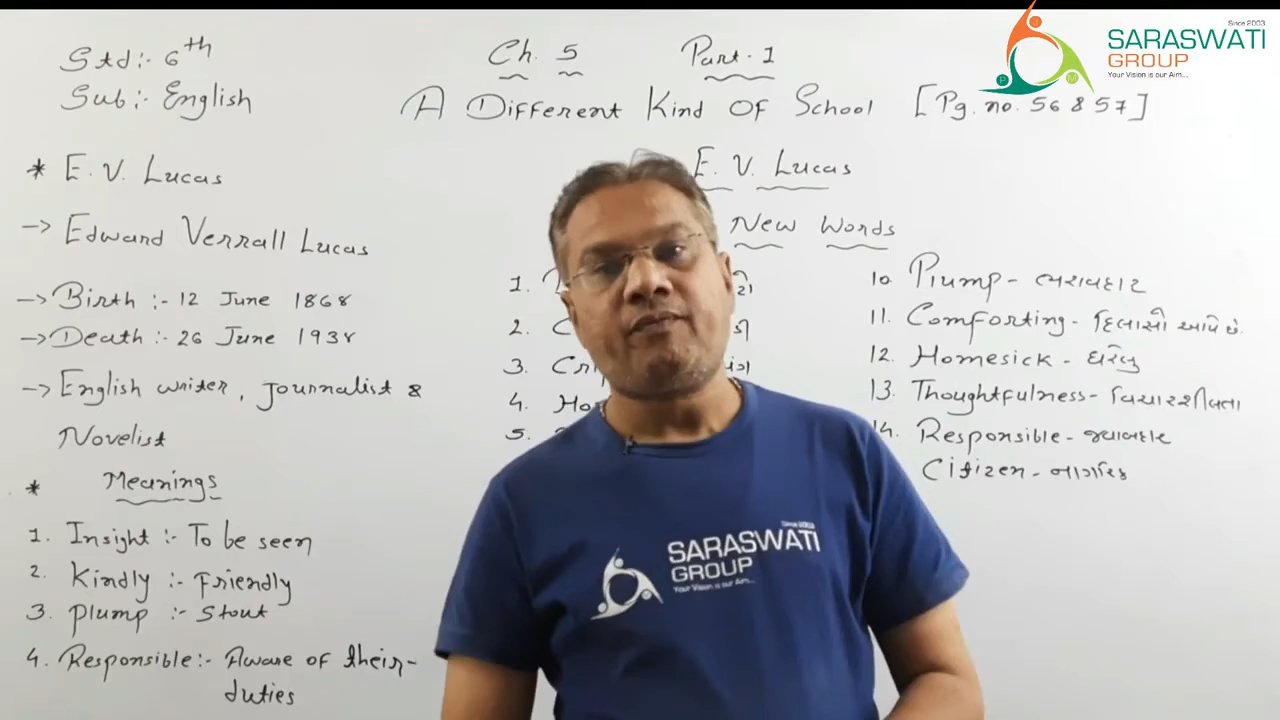 Std:- 6th
Sub:- English
Ch. 5 Part-1
A Different Kind Of School [Pg. no. 56 & 57]
E. V. Lucas
New Words
* E. V. Lucas
→ Edward Verrall Lucas
→ Birth :- 12 June 1868
→ Death :- 26 June 1938
→ English writer, journalist &
Novelist
* Meanings
1. Insight :- To be seen
2. Kindly :- Friendly
3. Plump :- Stout
4. Responsible:- Aware of their-
duties
1.
2.
3.
4.
5.
10. Plump - ભરાવદાર
11. Comforting - દિલાસો આપે છે.
12. Homesick - ઘરેલુ
13. Thoughtfulness - વિચારશીલતા
14. Responsible - જવાબદાર
Citizen - નાગરિક
Since 2003
SARASWATI
GROUP
Your Vision is our Aim...
P M
Since 2003
SARASWATI
GROUP
Your Vision is our Aim...